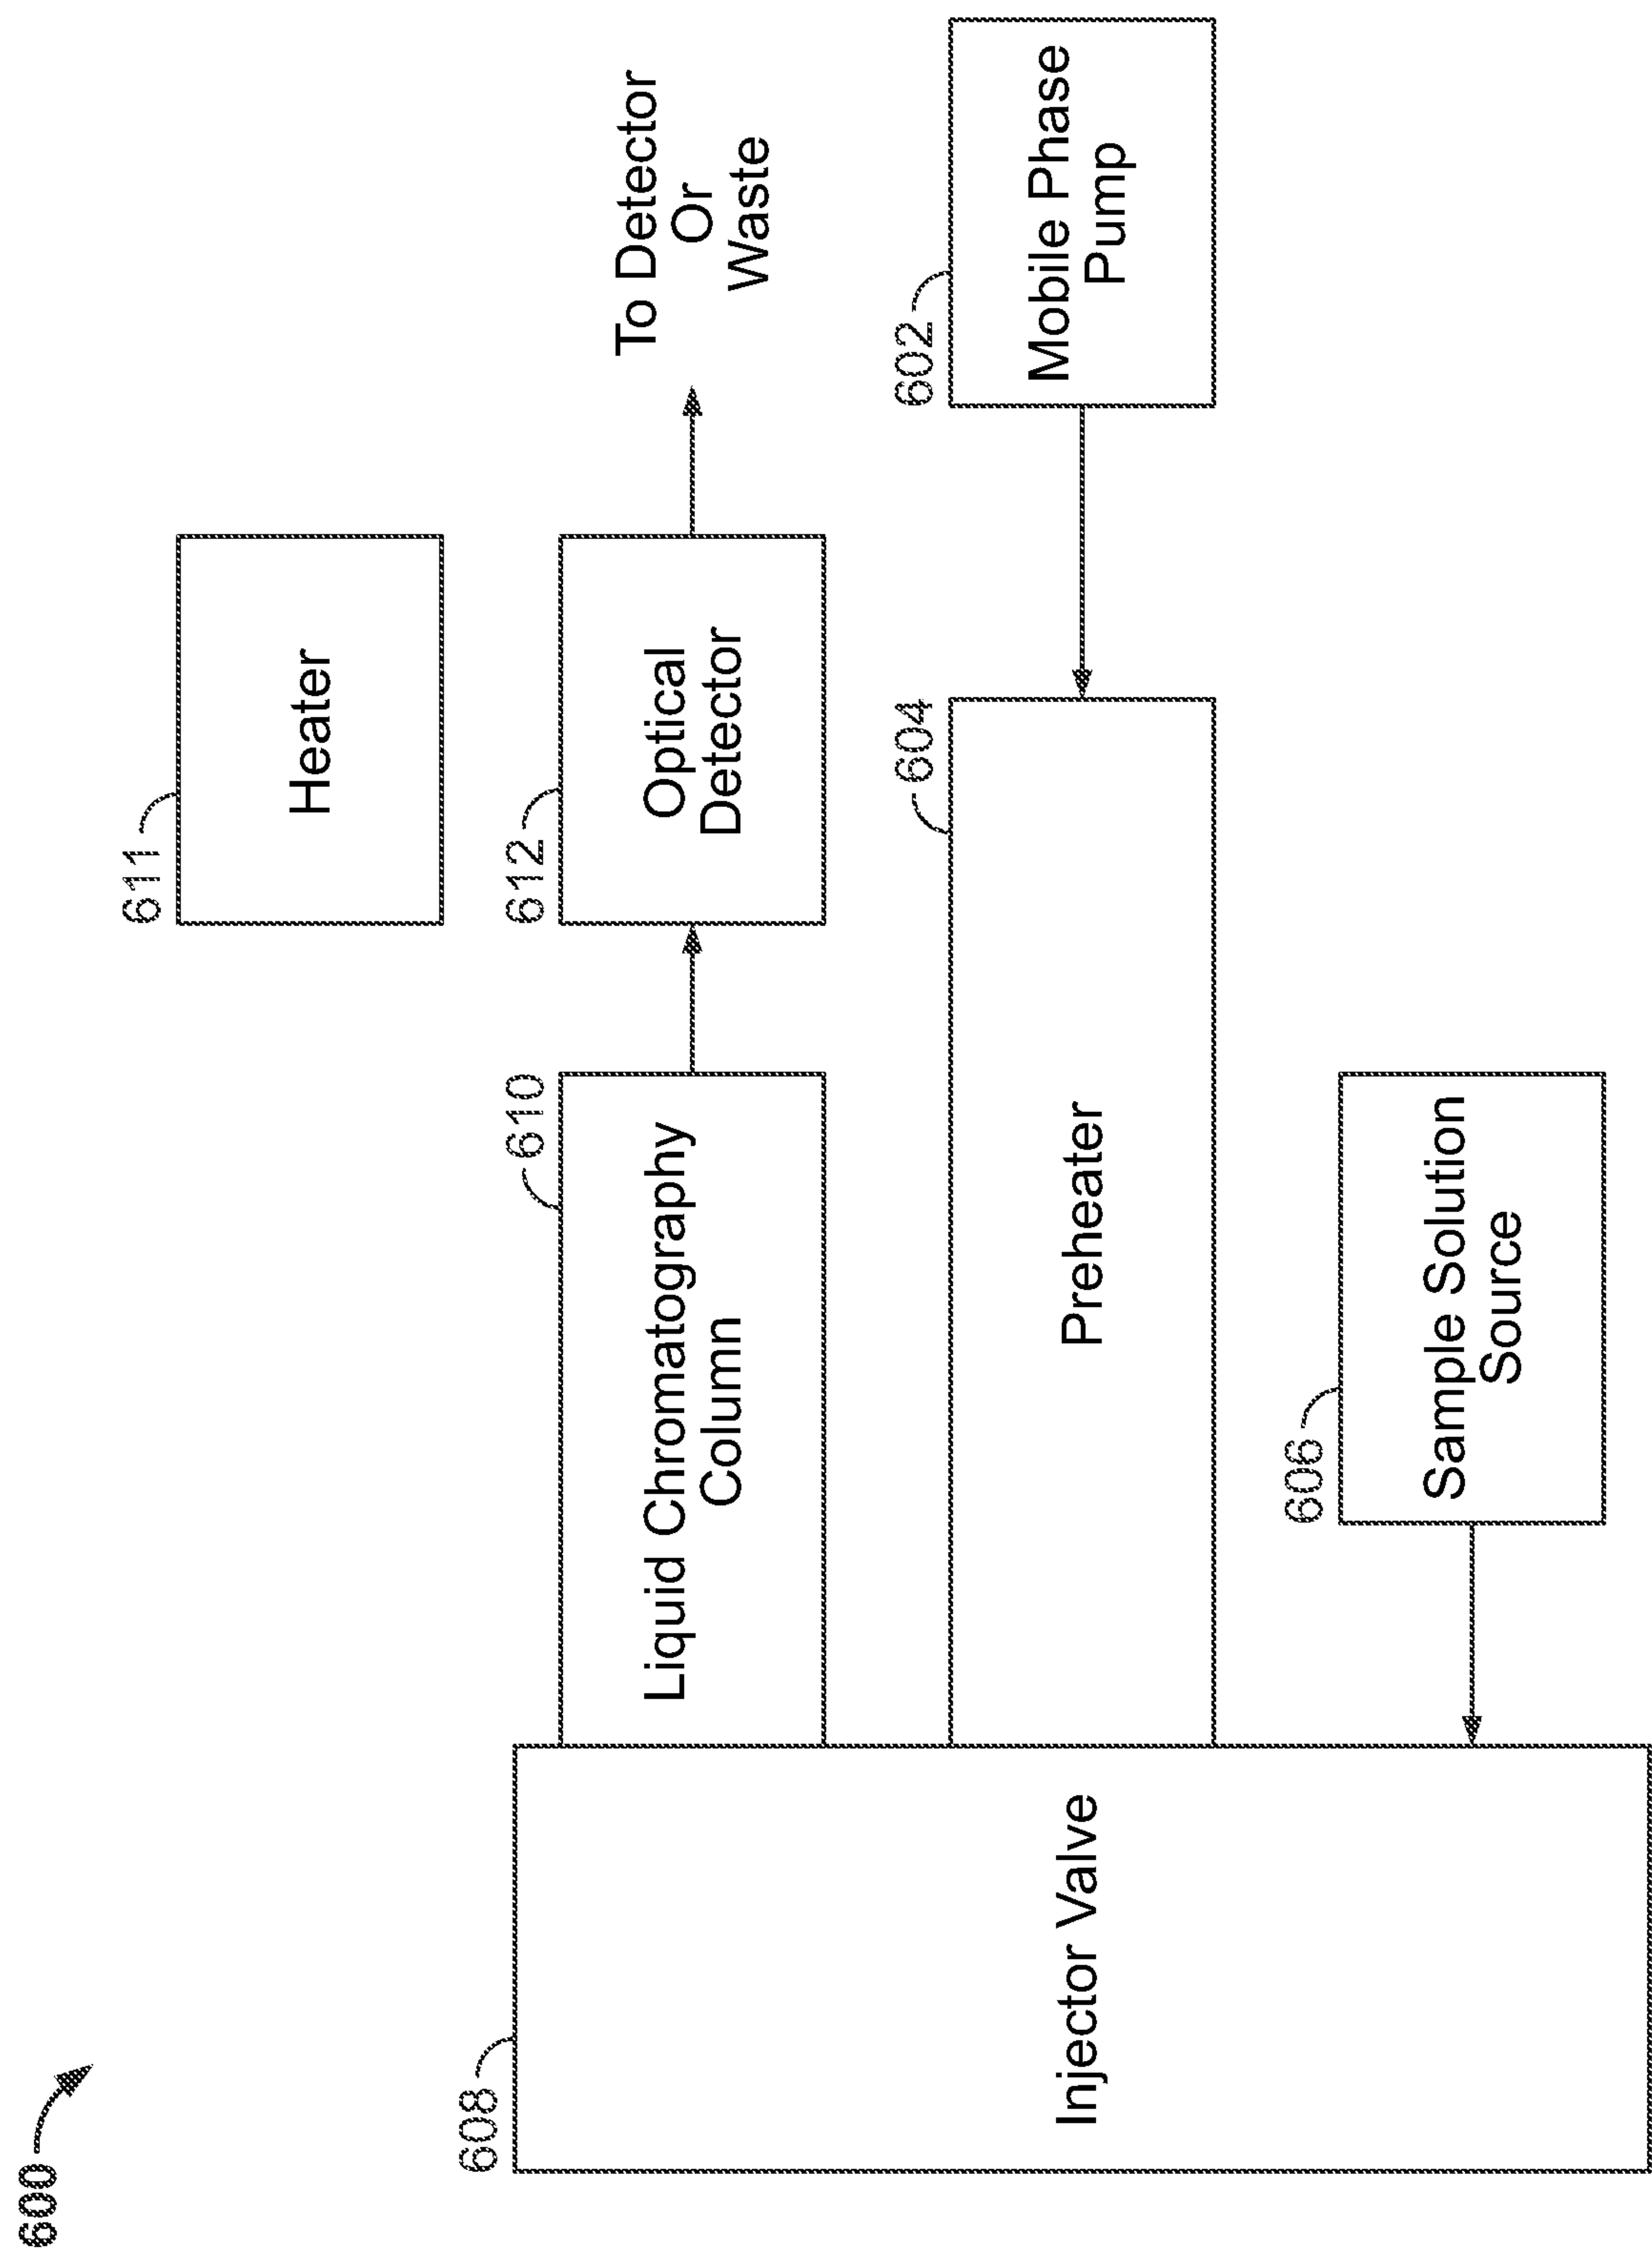 600
608
Injector Valve
610
Liquid Chromatography
Column
611
Heater
612
Optical
Detector
To Detector
Or
Waste
604
Preheater
602
Mobile Phase
Pump
606
Sample Solution
Source